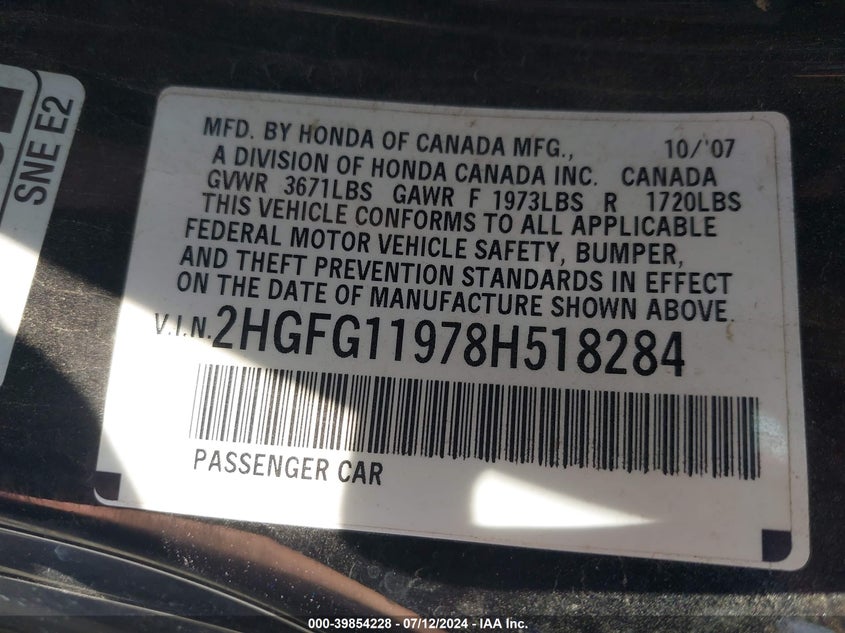 SNE E2
MFD. BY HONDA OF CANADA MFG., 10/'07
A DIVISION OF HONDA CANADA INC. CANADA
GVWR 3671LBS GAWR F 1973LBS R 1720LBS
THIS VEHICLE CONFORMS TO ALL APPLICABLE
FEDERAL MOTOR VEHICLE SAFETY, BUMPER,
AND THEFT PREVENTION STANDARDS IN EFFECT
ON THE DATE OF MANUFACTURE SHOWN ABOVE.
V.I.N.2HGFG11978H518284
PASSENGER CAR
000-39854228 - 07/12/2024 - IAA Inc.